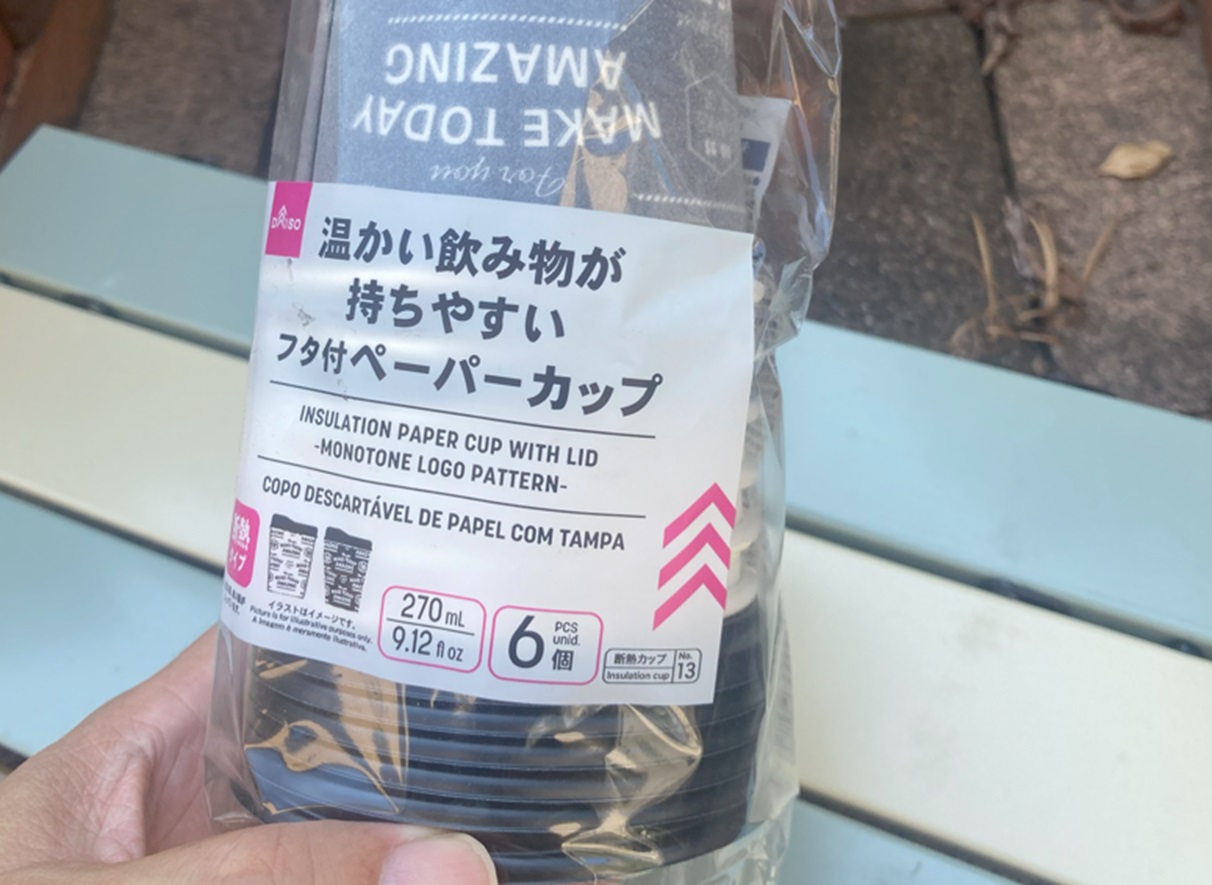 AMAZING
MAKE TODAY
For you
DAISO
温かい飲み物が
持ちやすい
フタ付ペーパーカップ
INSULATION PAPER CUP WITH LID
-MONOTONE LOGO PATTERN-
COPO DESCARTÁVEL DE PAPEL COM TAMPA
断熱
タイプ
イラストはイメージです。
Picture is for illustrative purposes only.
A imagem é meramente ilustrativa.
270 mL
9.12 fl oz
6 PCS
unid.
個
断熱カップ
Insulation cup
No.
13